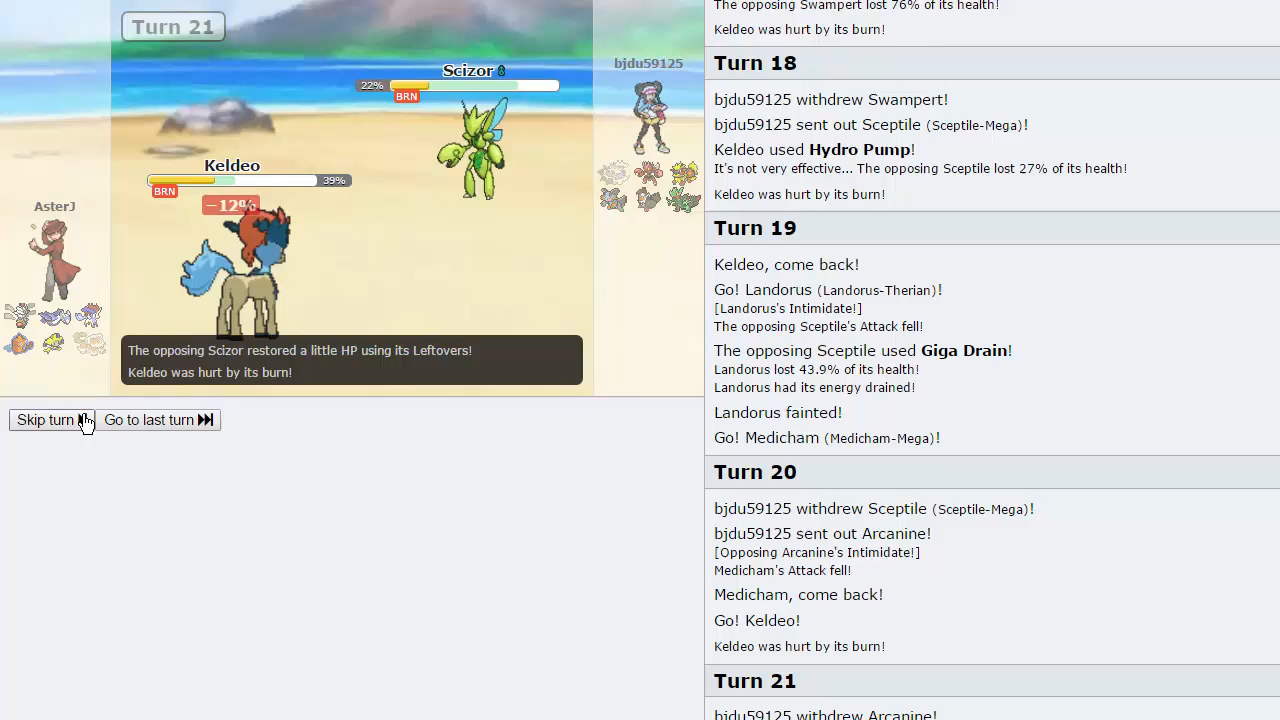 Turn 21
Scizor
22%
BRN
bjdu59125
Keldeo
39%
BRN
−12%
AsterJ
The opposing Scizor restored a little HP using its Leftovers!
Keldeo was hurt by its burn!
Skip turn
Go to last turn
The opposing Swampert lost 76% of its health!
Keldeo was hurt by its burn!
Turn 18
bjdu59125 withdrew Swampert!
bjdu59125 sent out Sceptile (Sceptile-Mega)!
Keldeo used Hydro Pump!
It's not very effective... The opposing Sceptile lost 27% of its health!
Keldeo was hurt by its burn!
Turn 19
Keldeo, come back!
Go! Landorus (Landorus-Therian)!
[Landorus's Intimidate!]
The opposing Sceptile's Attack fell!
The opposing Sceptile used Giga Drain!
Landorus lost 43.9% of its health!
Landorus had its energy drained!
Landorus fainted!
Go! Medicham (Medicham-Mega)!
Turn 20
bjdu59125 withdrew Sceptile (Sceptile-Mega)!
bjdu59125 sent out Arcanine!
[Opposing Arcanine's Intimidate!]
Medicham's Attack fell!
Medicham, come back!
Go! Keldeo!
Keldeo was hurt by its burn!
Turn 21
bjdu59125 withdrew Arcanine!